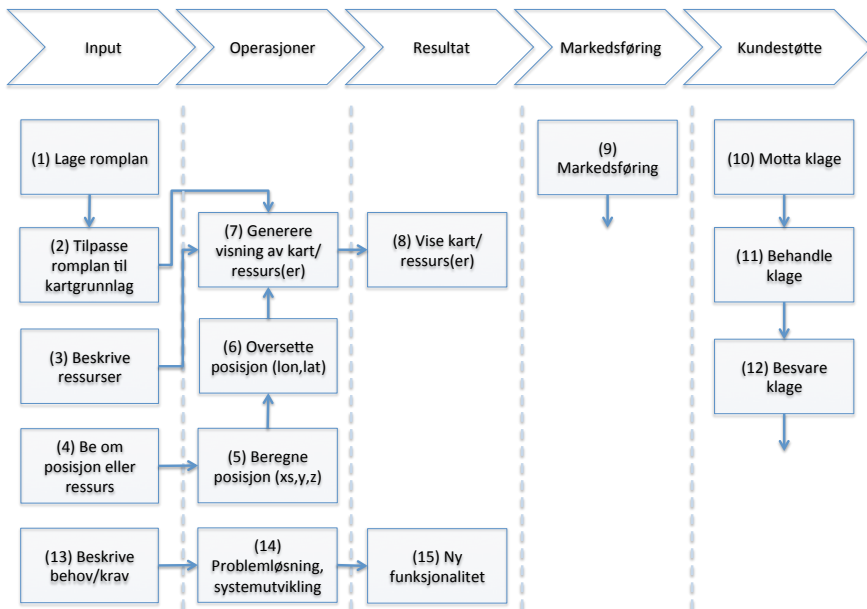 Input
Operasjoner
Resultat
Markedsføring
Kundestøtte
(1) Lage romplan
(2) Tilpasse
romplan til
kartgrunnlag
(3) Beskrive
ressurser
(4) Be om
posisjon eller
ressurs
(13) Beskrive
behov/krav
(7) Generere
visning av kart/
ressurs(er)
(6) Oversette
posisjon (lon,lat)
(5) Beregne
posisjon (xs,y,z)
(14)
Problemløsning,
systemutvikling
(8) Vise kart/
ressurs(er)
(15) Ny
funksjonalitet
(9)
Markedsføring
(10) Motta klage
(11) Behandle
klage
(12) Besvare
klage